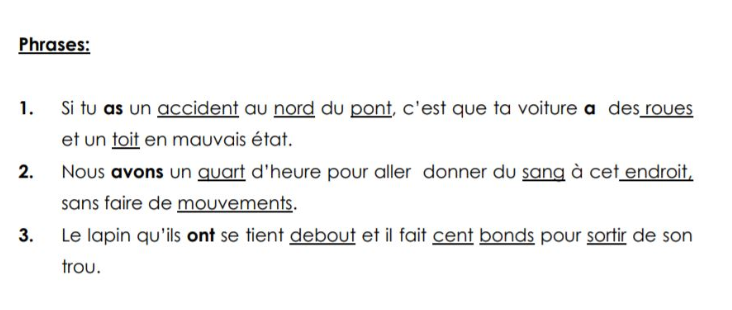 Phrases:
1. Si tu as un accident au nord du pont, c'est que ta voiture a des roues
et un toit en mauvais état.
2. Nous avons un quart d'heure pour aller donner du sang à cet endroit,
sans faire de mouvements.
3. Le lapin qu'ils ont se tient debout et il fait cent bonds pour sortir de son
trou.